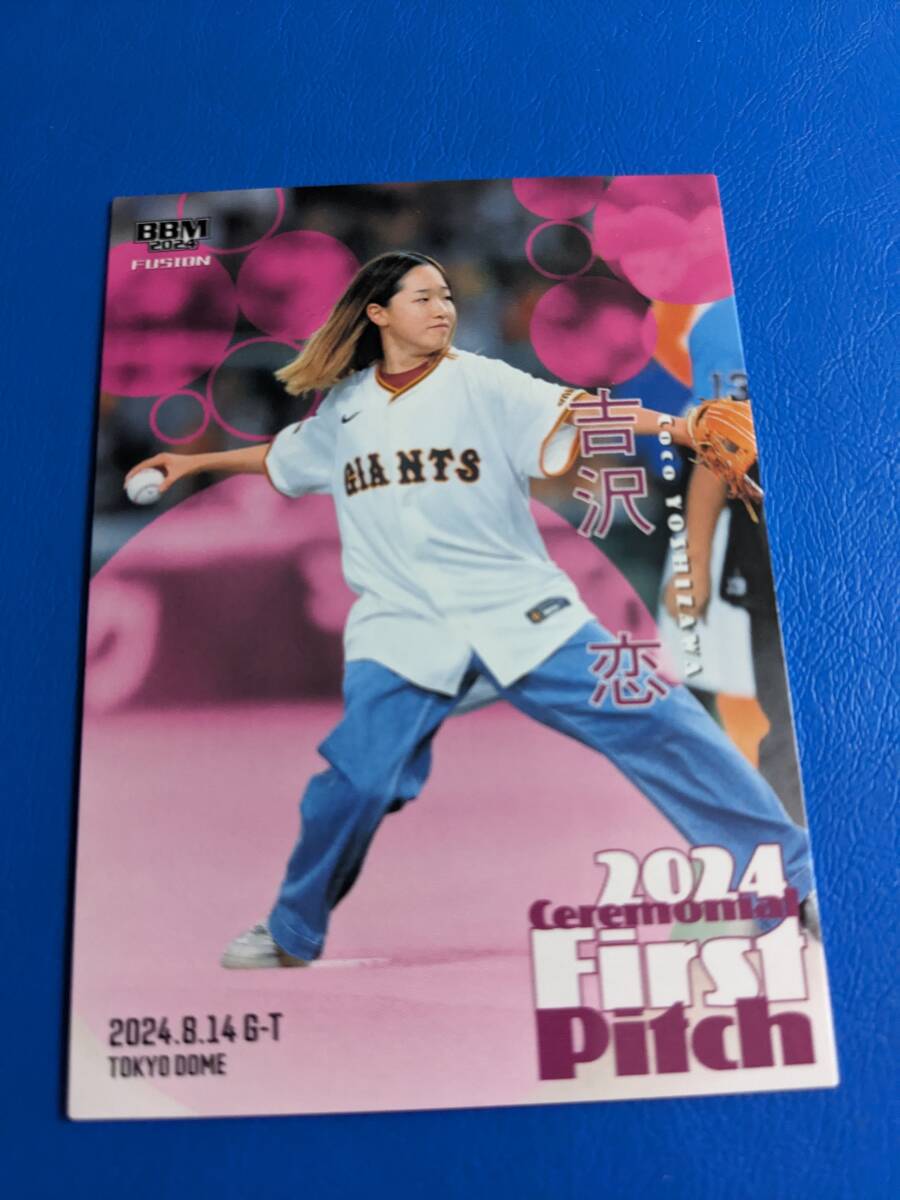 BBM
2024
FUSION
13
GIANTS
吉沢 恋
COCO YOSHIZAWA
2024
Ceremonial
First
Pitch
2024.8.14 G-T
TOKYO DOME